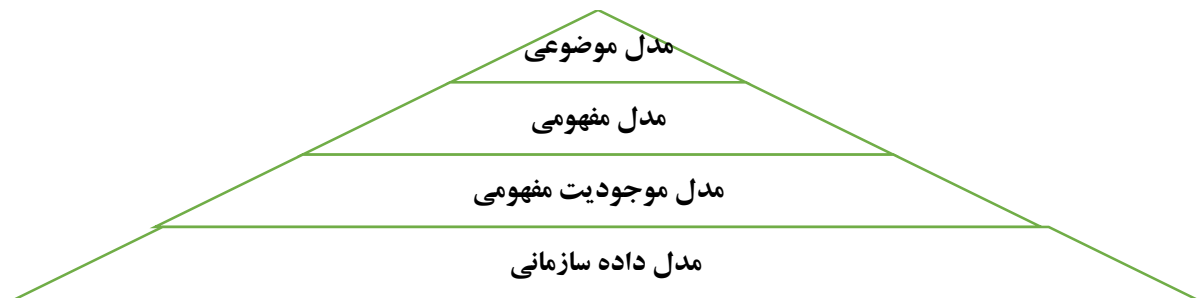 مدل موضوعی
مدل مفهومی
مدل موجودیت مفهومی
مدل داده سازمانی